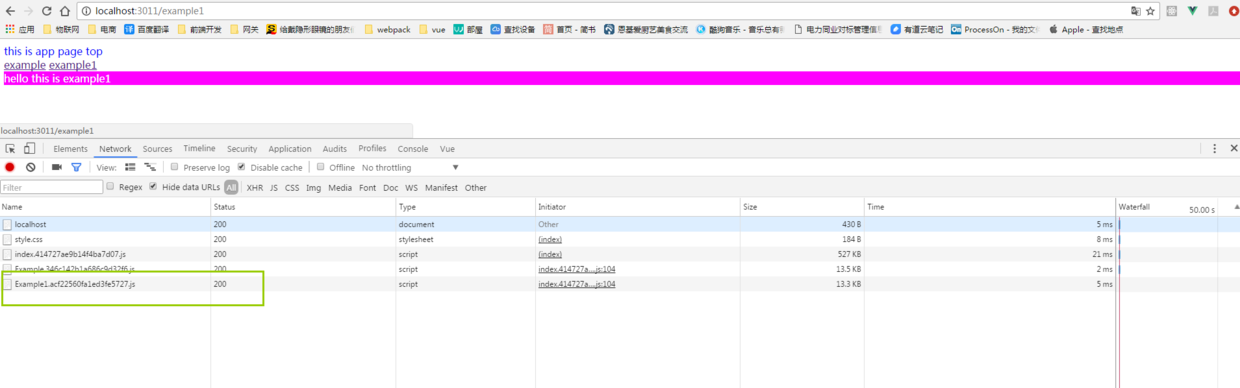 localhost:3011/example1
应用 物联网 电商 百度翻译 前端开发 网关 给戴隐形眼镜的朋友 webpack vue 部屋 查找设备 首页 - 简书 恩基爱厨艺美食交流 酷狗音乐 - 音乐总有 电力同业对标管理信息 有道云笔记 ProcessOn - 我的文件 Apple - 查找地点
this is app page top
example example1
hello this is example1
localhost:3011/example1
Elements Network Sources Timeline Security Application Audits Profiles Console Vue
View: Preserve log Disable cache Offline No throttling
Filter Regex Hide data URLs All XHR JS CSS Img Media Font Doc WS Manifest Other
Name Status Type Initiator Size Time Waterfall 50.00 s
localhost 200 document Other 430 B 5 ms
style.css 200 stylesheet (index) 184 B 8 ms
index.414727ae9b14f4ba7d07.js 200 script (index) 527 KB 21 ms
Example.346c142b1a686c9d32f6.js 200 script index.414727a…js:104 13.5 KB 2 ms
Example1.acf22560fa1ed3fe5727.js 200 script index.414727a…js:104 13.3 KB 5 ms